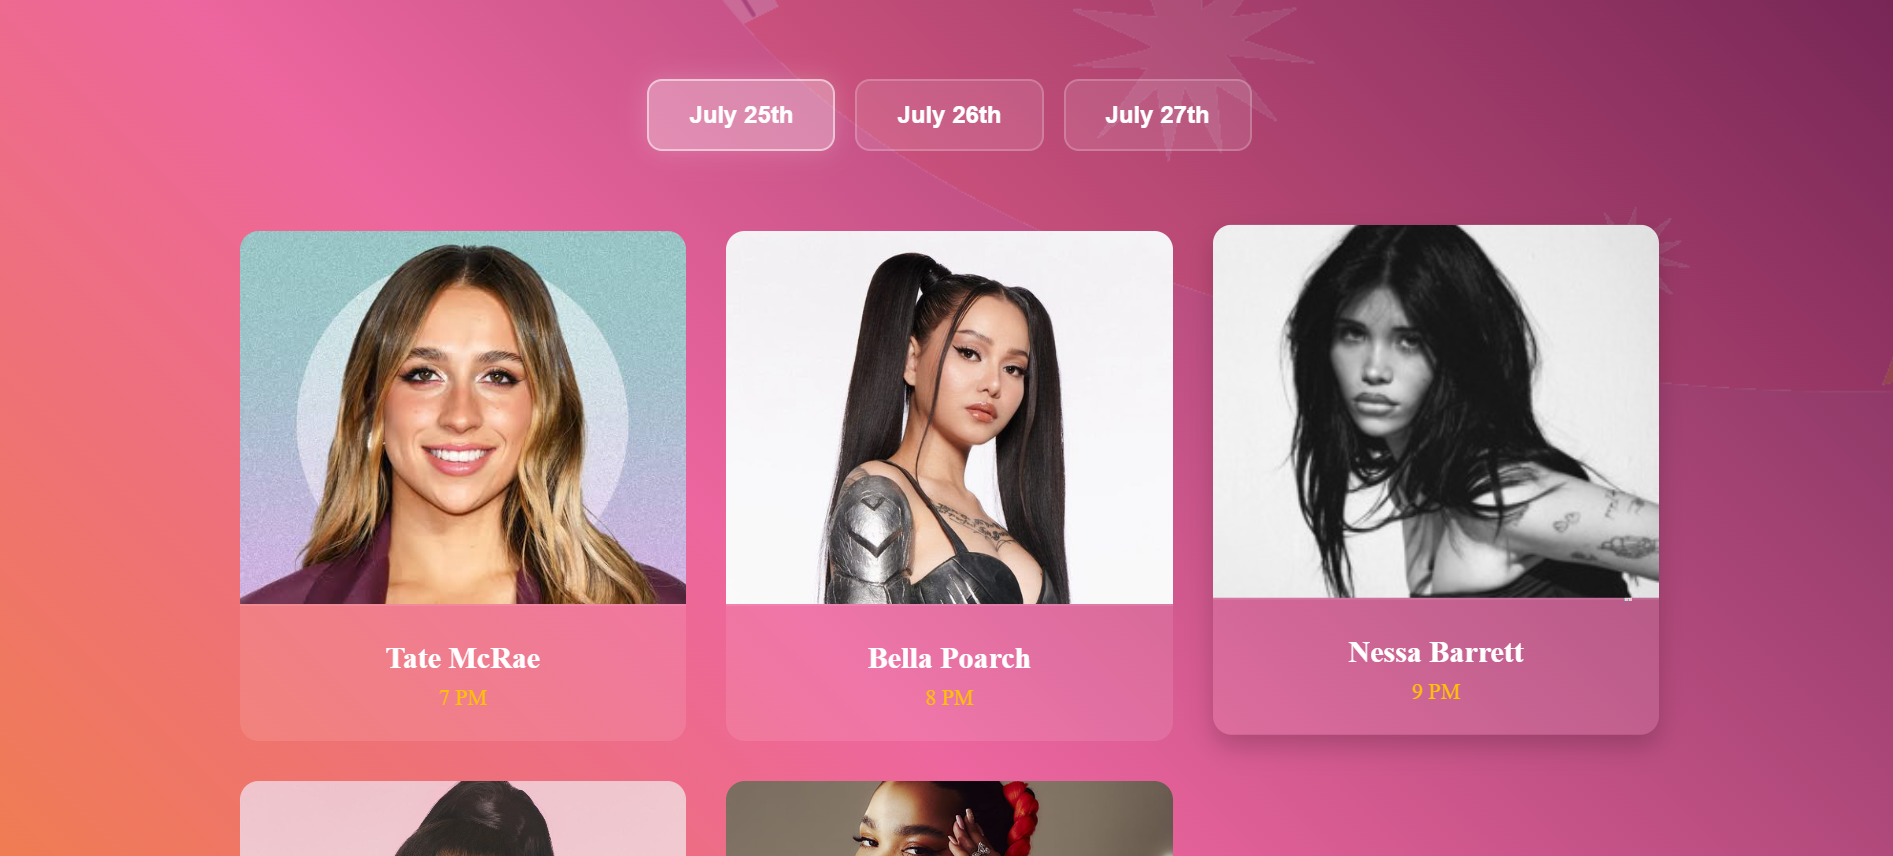 July 25th
July 26th
July 27th
Tate McRae
7 PM
Bella Poarch
8 PM
Nessa Barrett
9 PM